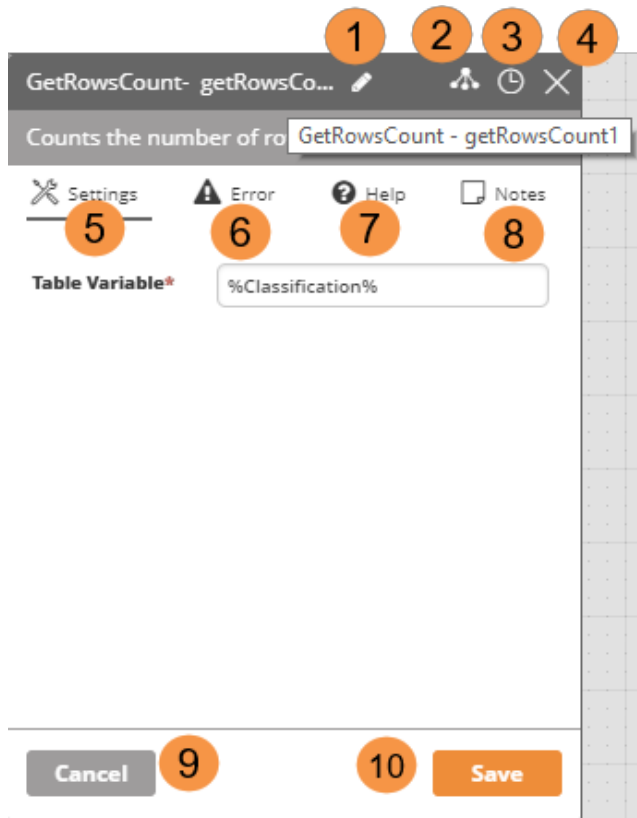 1 2 3 4
GetRowsCount- getRowsCo...
Counts the number of ro
GetRowsCount - getRowsCount1
Settings Error Help Notes
5 6 7 8
Table Variable* %Classification%
9 10
Cancel Save